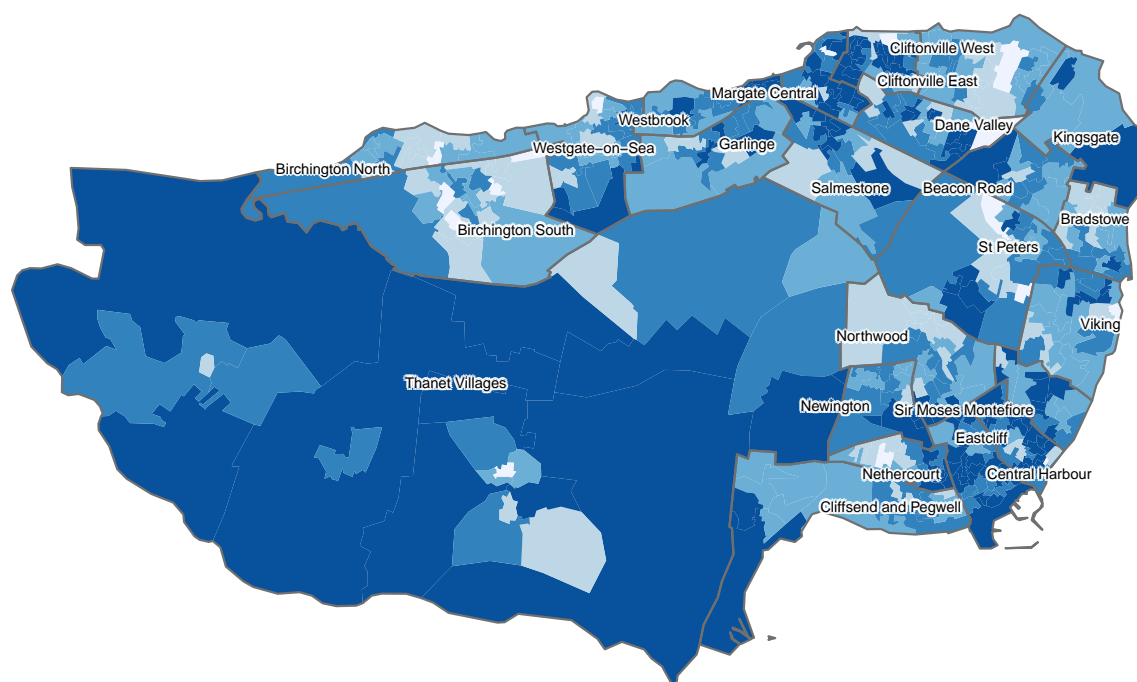 Cliftonville West
Cliftonville East
Margate Central
Westbrook
Dane Valley
Kingsgate
Westgate−on−Sea
Garlinge
Birchington North
Salmestone
Beacon Road
Bradstowe
Birchington South
St Peters
Viking
Northwood
Thanet Villages
Newington
Sir Moses Montefiore
Eastcliff
Nethercourt
Central Harbour
Cliffsend and Pegwell